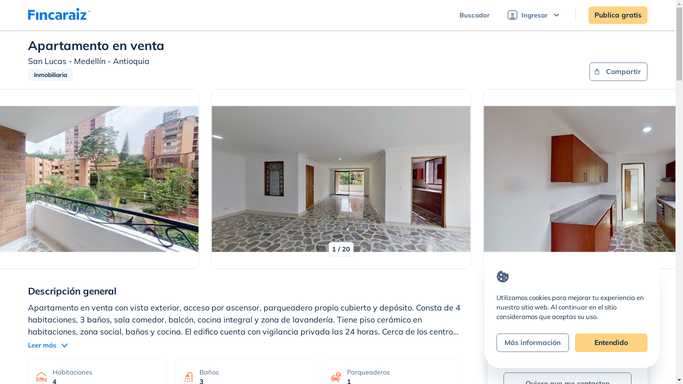 Fincaraiz
Buscador
Ingresar
Publica gratis
Apartamento en venta
San Lucas - Medellín - Antioquia
Inmobiliaria
Compartir
1 / 20
Descripción general
Apartamento en venta con vista exterior, acceso por ascensor, parqueadero propio cubierto y depósito. Consta de 4
habitaciones, 3 baños, sala comedor, balcón, cocina integral y zona de lavandería. Tiene piso cerámico en
habitaciones, zona social, baños y cocina. El edifico cuenta con vigilancia privada las 24 horas. Cerca de los centro...
Leer más
Habitaciones
4
Baños
3
Parqueaderos
1
Utilizamos cookies para mejorar tu experiencia en
nuestro sitio web. Al continuar en el sitio
consideramos que aceptas su uso.
Más información
Entendido
Quiero que me contacten